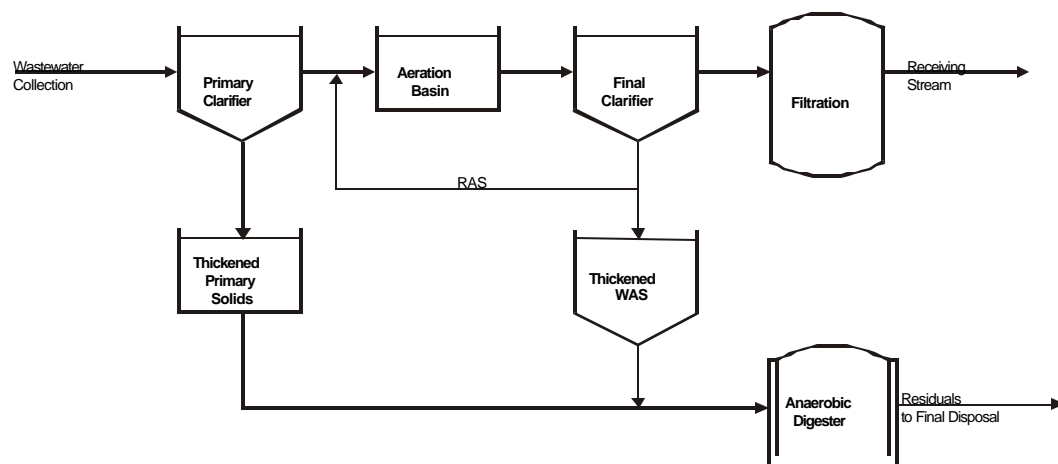 Wastewater
Collection
Primary
Clarifier
Aeration
Basin
Final
Clarifier
Filtration
Receiving
Stream
RAS
Thickened
Primary
Solids
Thickened
WAS
Anaerobic
Digester
Residuals
to Final Disposal